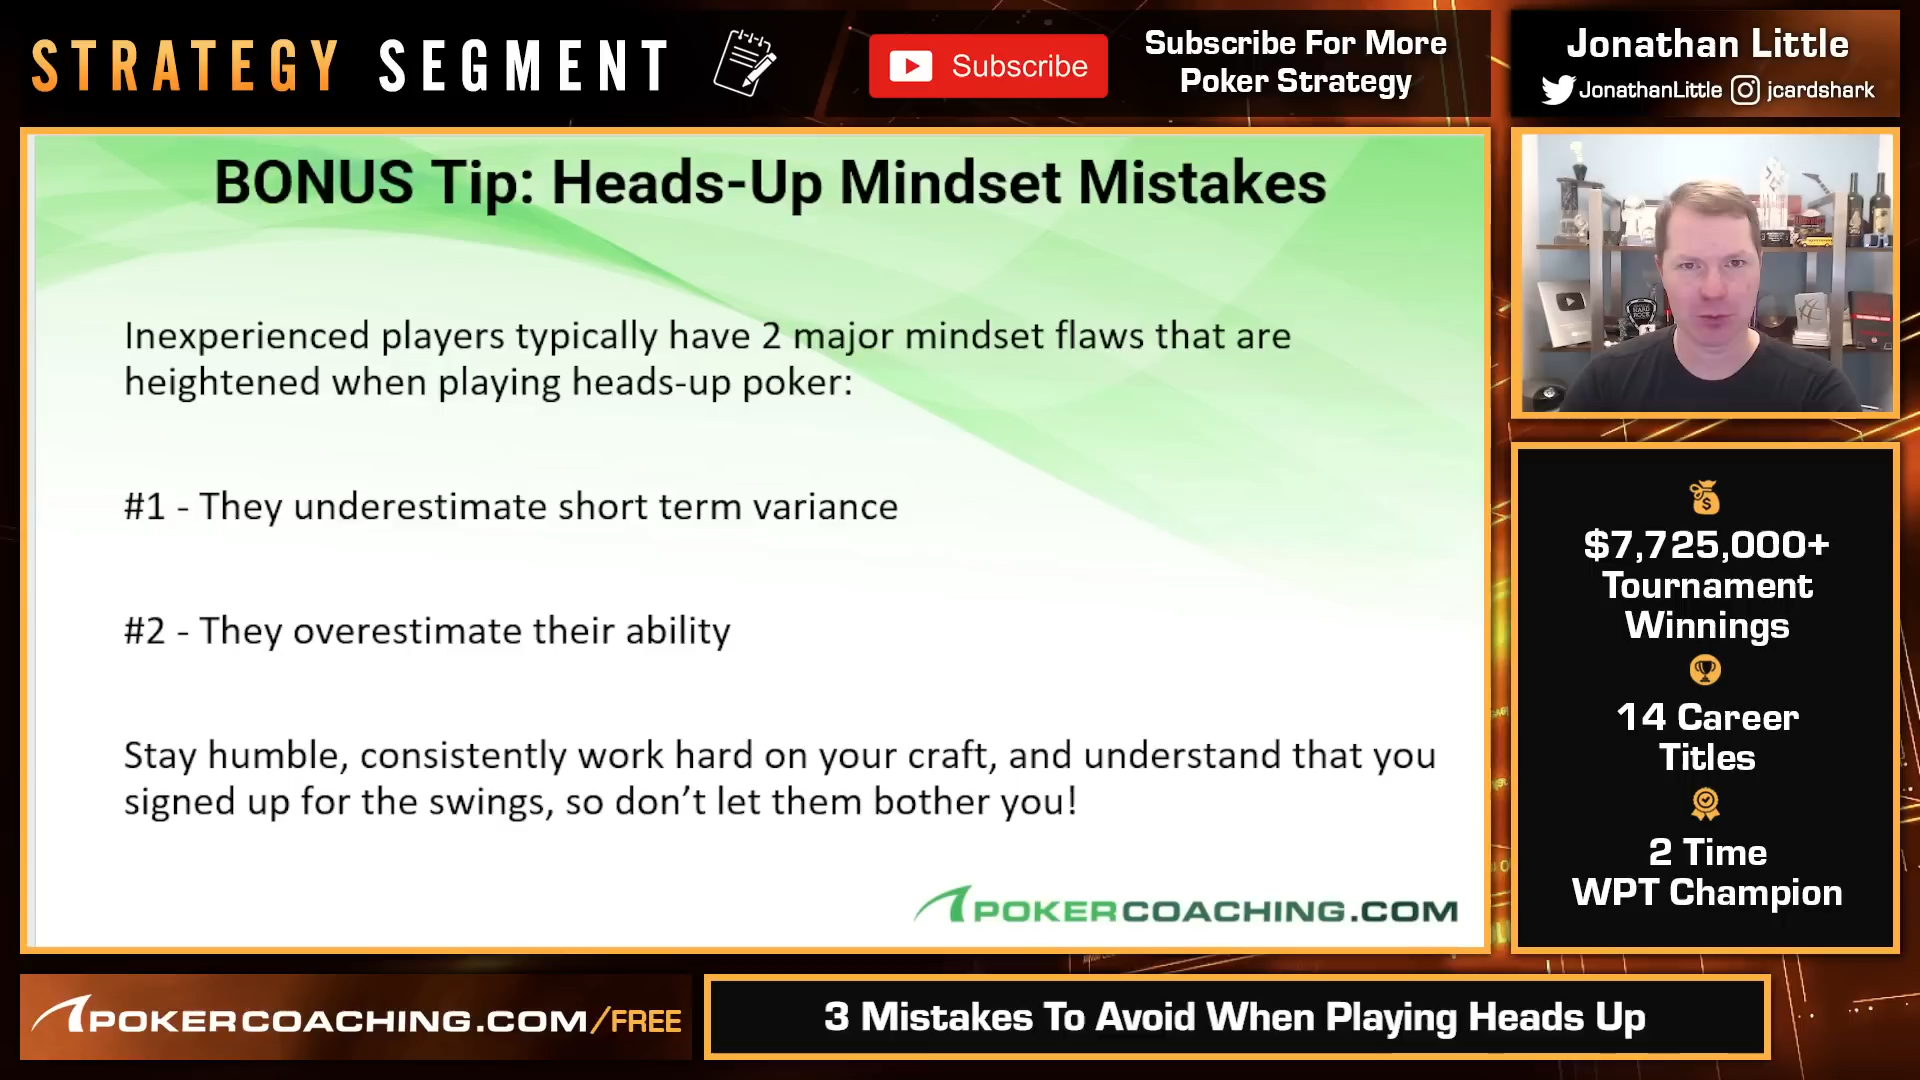 STRATEGY SEGMENT
Subscribe
Subscribe For More
Poker Strategy
Jonathan Little
JonathanLittle jcardshark
BONUS Tip: Heads-Up Mindset Mistakes
Inexperienced players typically have 2 major mindset flaws that are
heightened when playing heads-up poker:
#1 - They underestimate short term variance
#2 - They overestimate their ability
Stay humble, consistently work hard on your craft, and understand that you
signed up for the swings, so don’t let them bother you!
POKERCOACHING.COM
$7,725,000+
Tournament
Winnings
14 Career
Titles
2 Time
WPT Champion
POKERCOACHING.COM/FREE
3 Mistakes To Avoid When Playing Heads Up